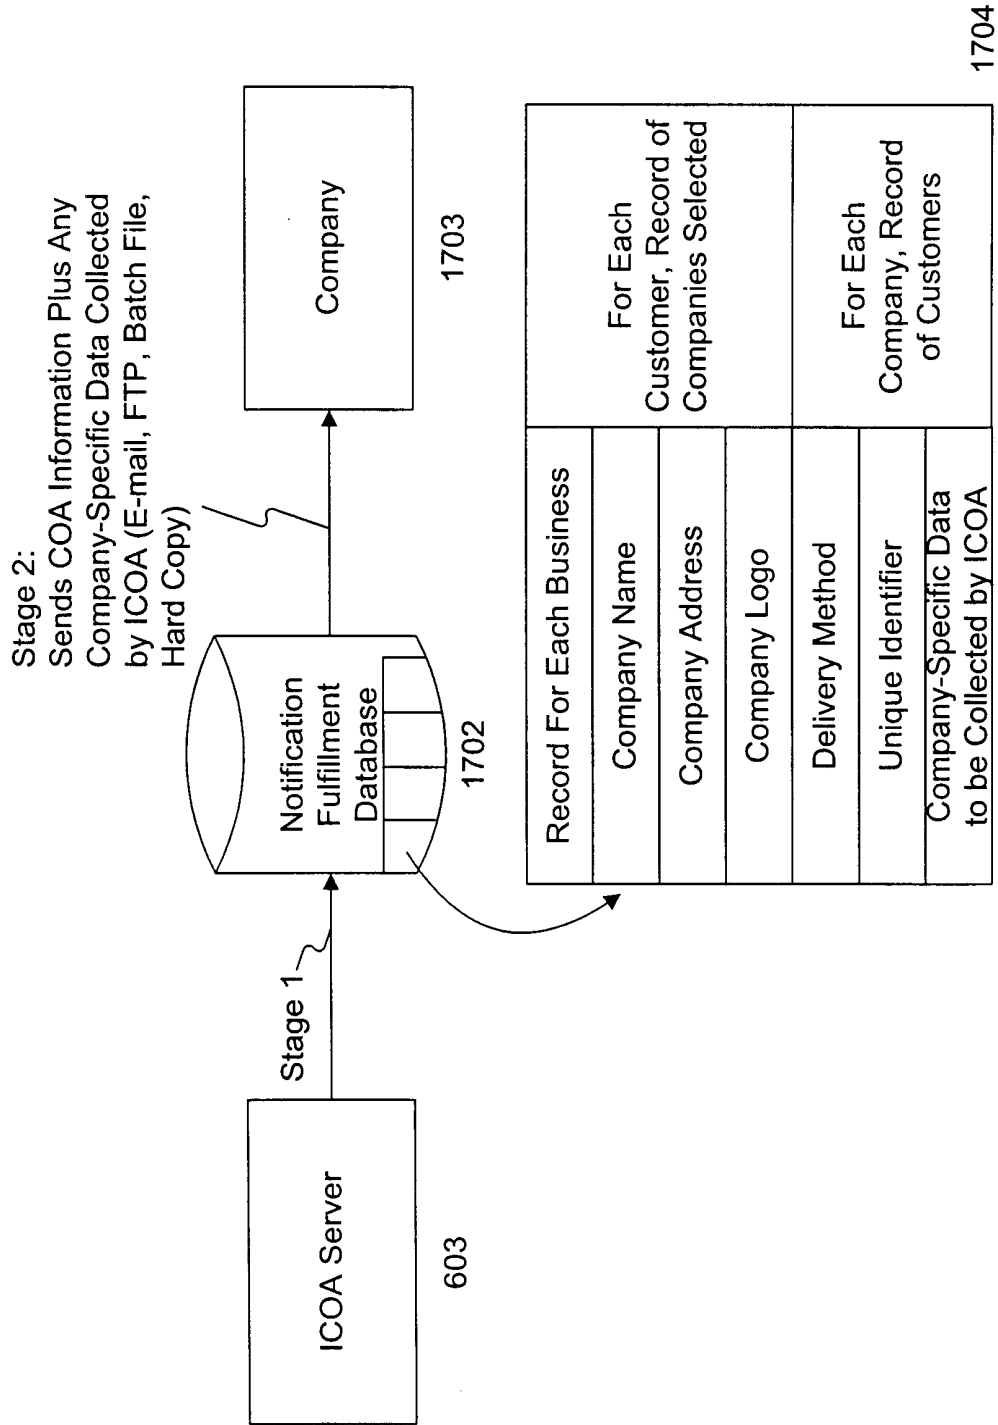 Stage 2:
Sends COA Information Plus Any
Company-Specific Data Collected
by ICOA (E-mail, FTP, Batch File,
Hard Copy)
ICOA Server
603
Stage 1
Notification
Fulfillment
Database
1702
Company
1703
Record For Each Business
Company Name
Company Address
Company Logo
Delivery Method
Unique Identifier
Company-Specific Data
to be Collected by ICOA
For Each
Customer, Record of
Companies Selected
For Each
Company, Record
of Customers
1704